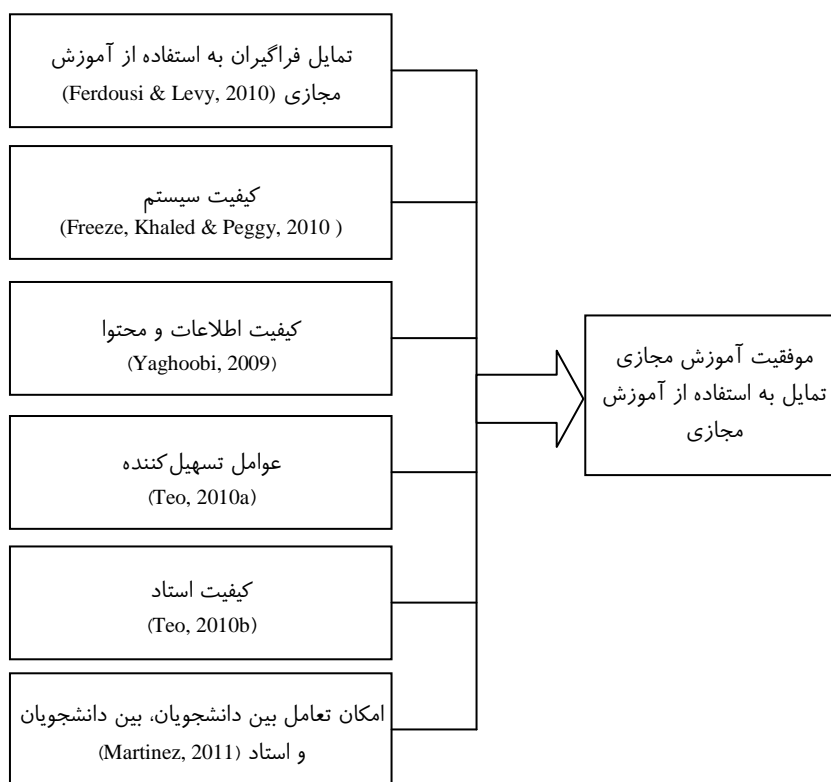 تمایل فراگیران به استفاده از آموزش
مجازی (Ferdousi & Levy, 2010)
کیفیت سیستم
(Freeze, Khaled & Peggy, 2010 )
کیفیت اطلاعات و محتوا
(Yaghoobi, 2009)
عوامل تسهیل‌کننده
(Teo, 2010a)
کیفیت استاد
(Teo, 2010b)
امکان تعامل بین دانشجویان، بین دانشجویان
و استاد (Martinez, 2011)
موفقیت آموزش مجازی
تمایل به استفاده از آموزش
مجازی